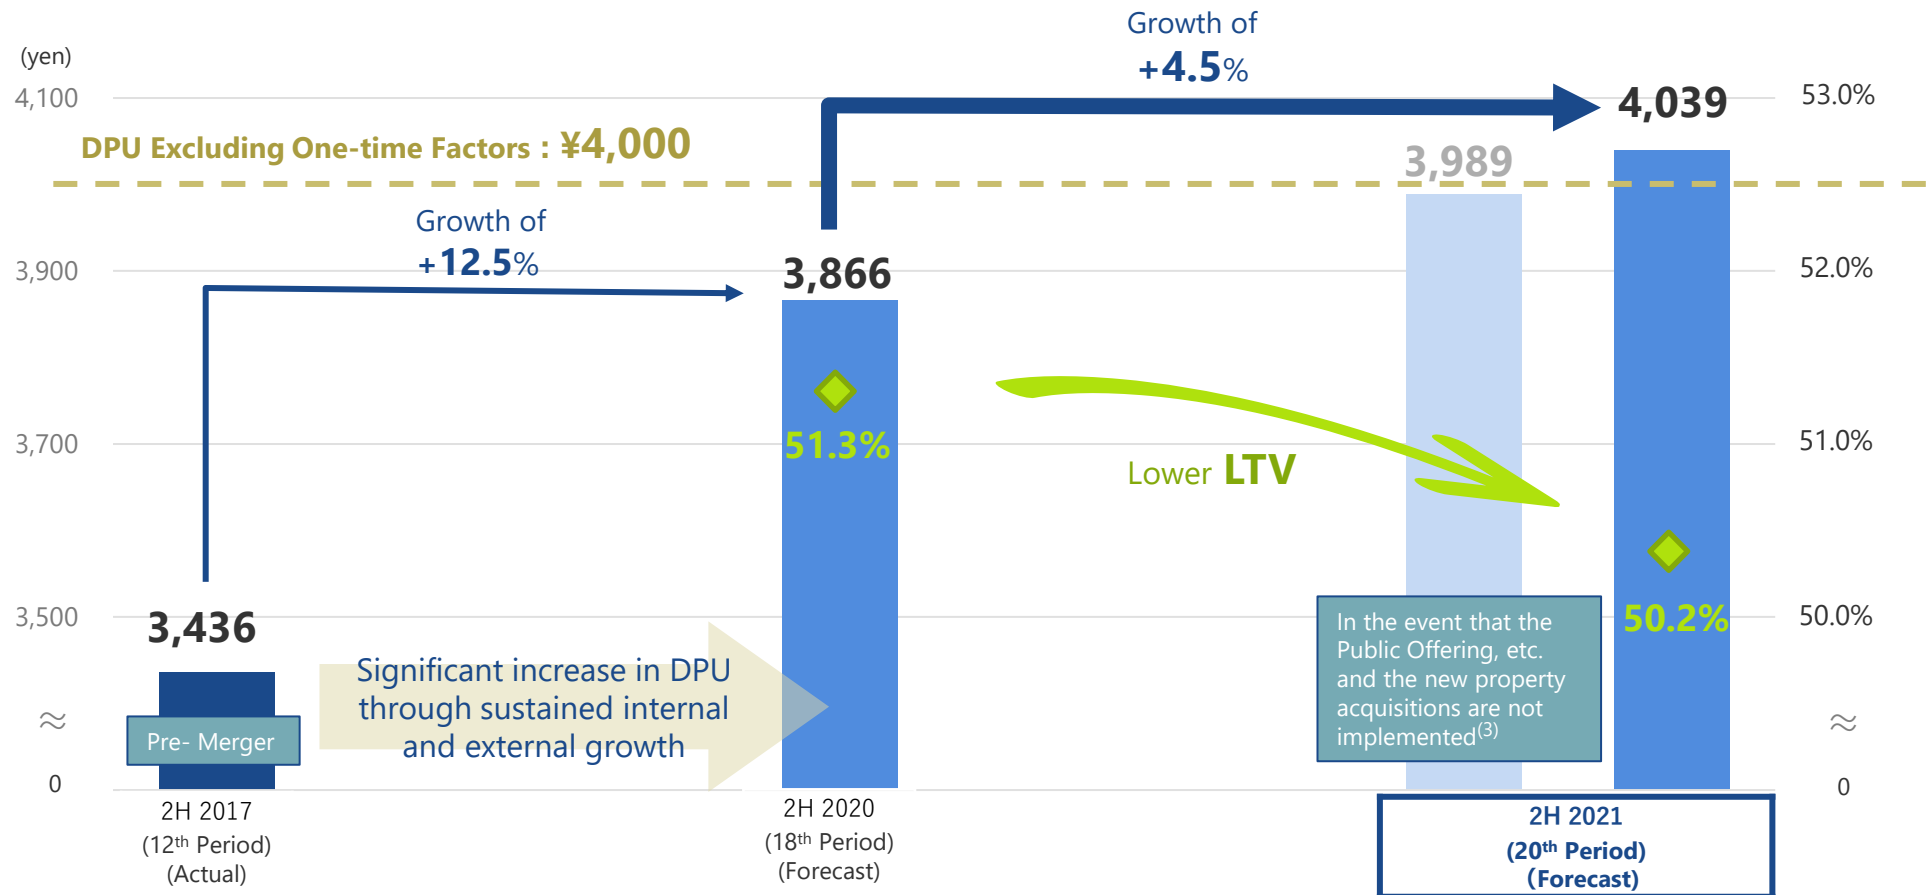 (yen)
4,100
3,900
3,700
3,500
≈
0
53.0%
52.0%
51.0%
50.0%
≈
0
DPU Excluding One-time Factors : ¥4,000
Growth of
+12.5%
Growth of
+4.5%
3,436
3,866
3,989
4,039
51.3%
50.2%
Lower LTV
Pre- Merger
Significant increase in DPU
through sustained internal
and external growth
In the event that the
Public Offering, etc.
and the new property
acquisitions are not
implemented(3)
2H 2017
(12th Period)
(Actual)
2H 2020
(18th Period)
(Forecast)
2H 2021
(20th Period)
(Forecast)